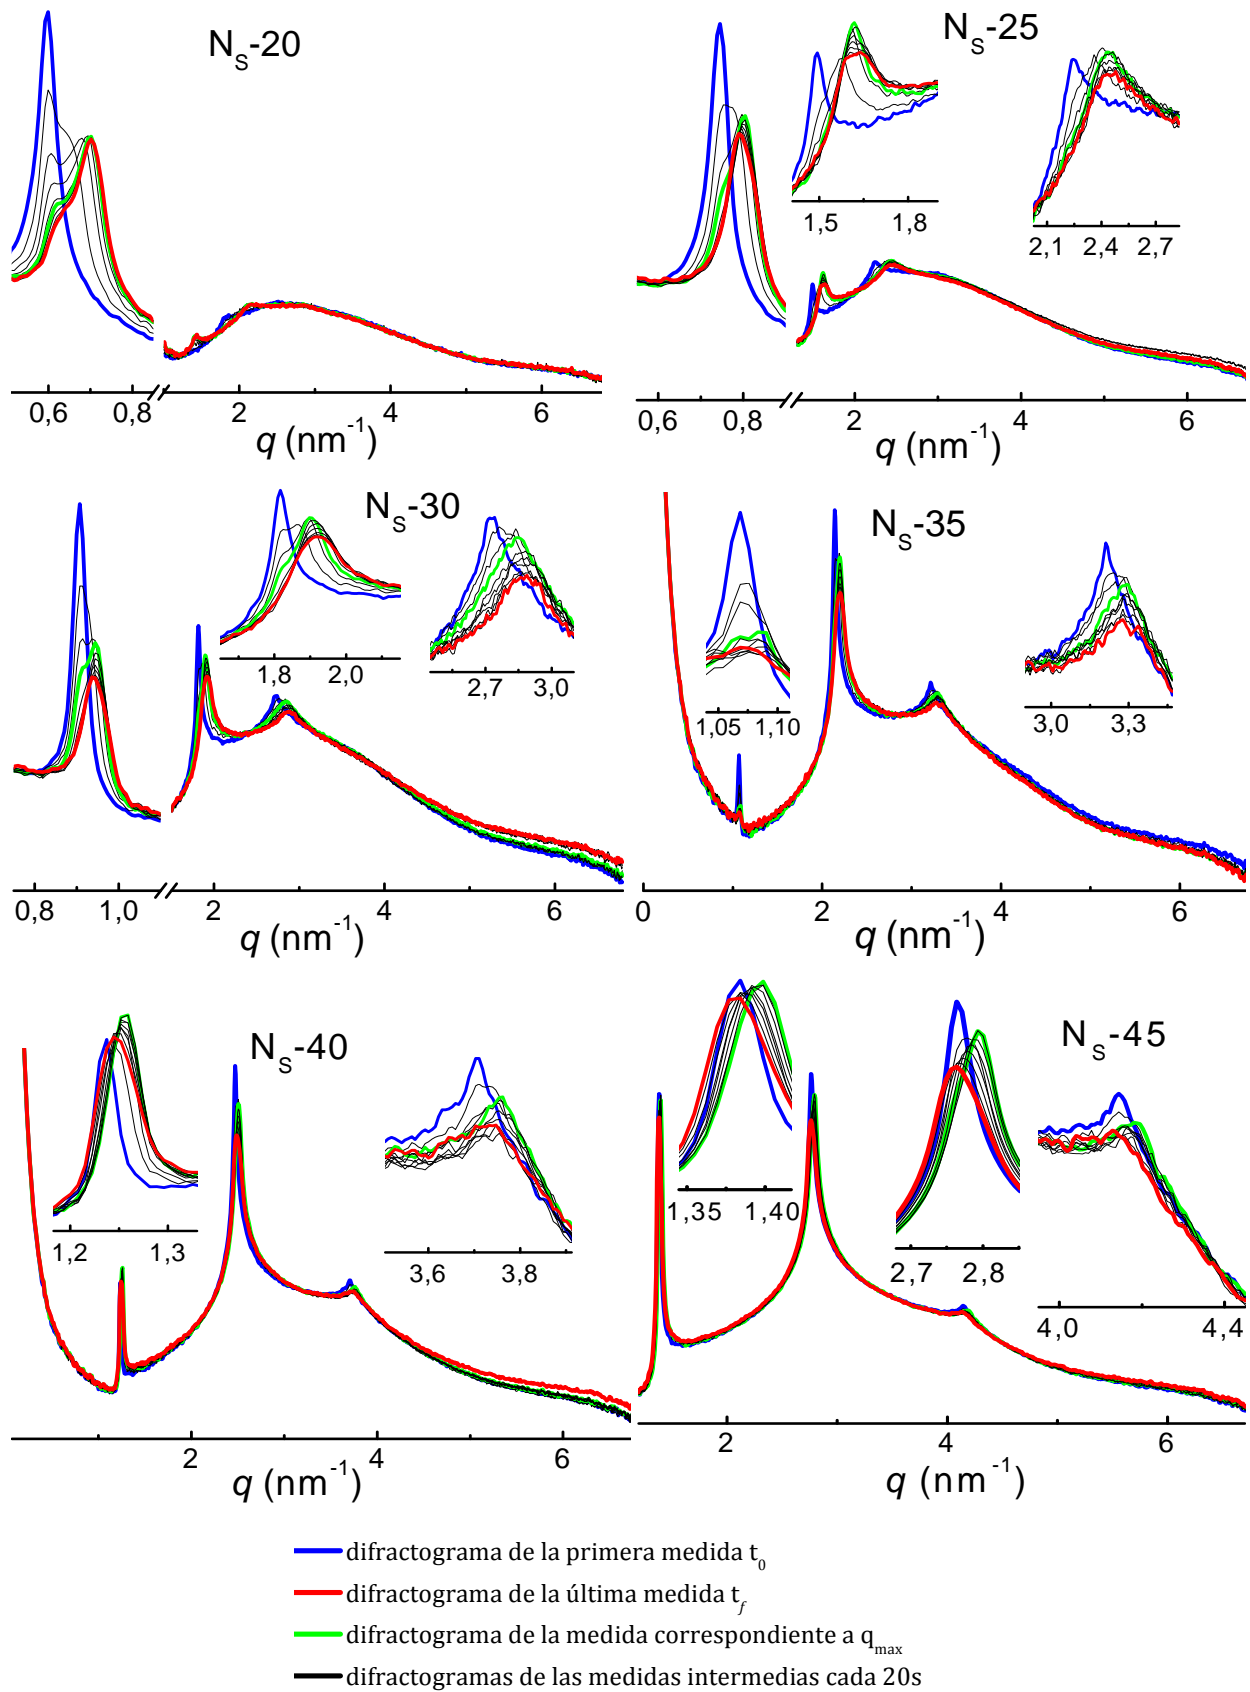 N_S-20
0,6 0,8 2 4 6
q (nm^-1)
N_S-25
1,5 1,8
2,1 2,4 2,7
0,6 0,8 2 4 6
q (nm^-1)
N_S-30
1,8 2,0
2,7 3,0
0,8 1,0 2 4 6
q (nm^-1)
N_S-35
1,05 1,10
3,0 3,3
0 2 4 6
q (nm^-1)
N_S-40
1,2 1,3
3,6 3,8
2 4 6
q (nm^-1)
N_S-45
1,35 1,40
2,7 2,8
4,0 4,4
2 4 6
q (nm^-1)
difractograma de la primera medida t_0
difractograma de la última medida t_f
difractograma de la medida correspondiente a q_max
difractogramas de las medidas intermedias cada 20s